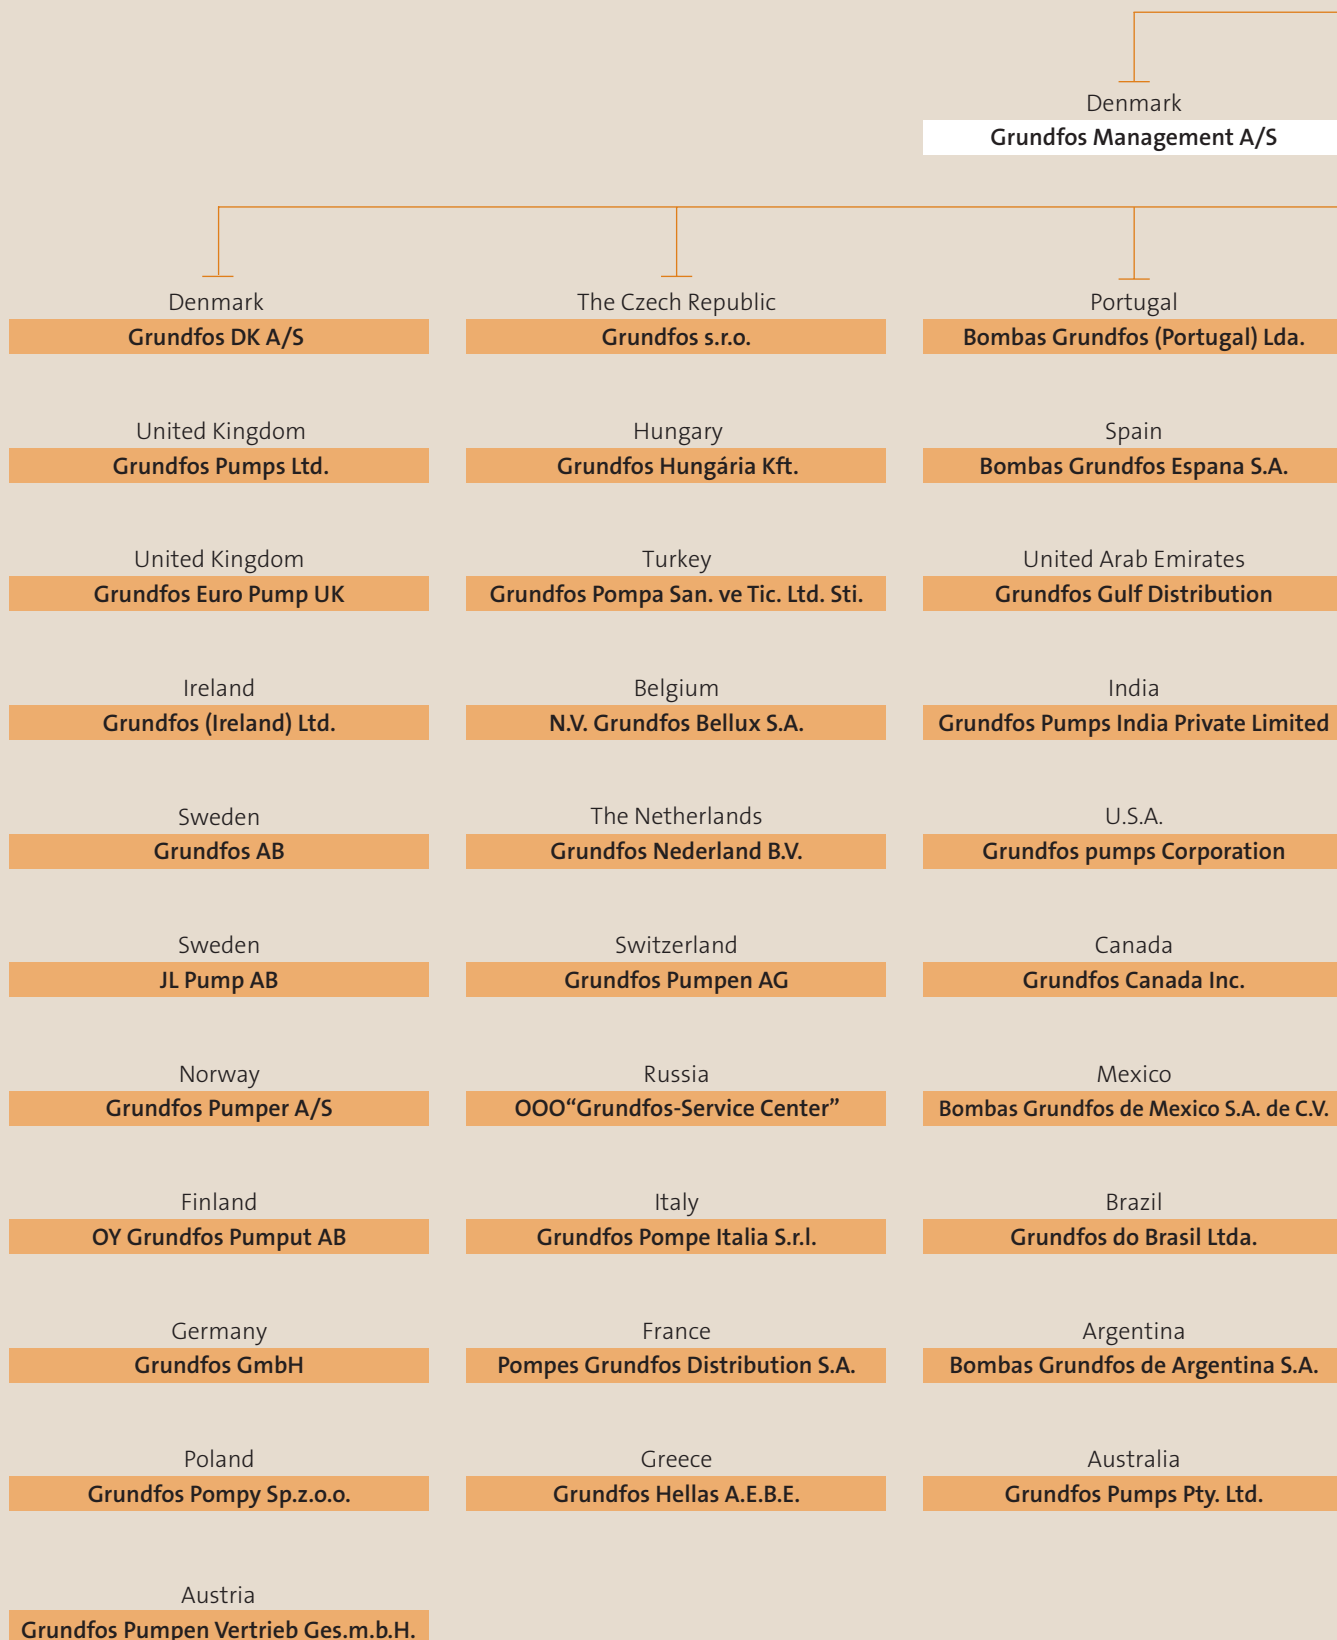 Denmark
Grundfos Management A/S
Denmark
Grundfos DK A/S
United Kingdom
Grundfos Pumps Ltd.
United Kingdom
Grundfos Euro Pump UK
Ireland
Grundfos (Ireland) Ltd.
Sweden
Grundfos AB
Sweden
JL Pump AB
Norway
Grundfos Pumper A/S
Finland
OY Grundfos Pumput AB
Germany
Grundfos GmbH
Poland
Grundfos Pompy Sp.z.o.o.
Austria
Grundfos Pumpen Vertrieb Ges.m.b.H.
The Czech Republic
Grundfos s.r.o.
Hungary
Grundfos Hungária Kft.
Turkey
Grundfos Pompa San. ve Tic. Ltd. Sti.
Belgium
N.V. Grundfos Bellux S.A.
The Netherlands
Grundfos Nederland B.V.
Switzerland
Grundfos Pumpen AG
Russia
OOO“Grundfos-Service Center”
Italy
Grundfos Pompe Italia S.r.l.
France
Pompes Grundfos Distribution S.A.
Greece
Grundfos Hellas A.E.B.E.
Portugal
Bombas Grundfos (Portugal) Lda.
Spain
Bombas Grundfos Espana S.A.
United Arab Emirates
Grundfos Gulf Distribution
India
Grundfos Pumps India Private Limited
U.S.A.
Grundfos pumps Corporation
Canada
Grundfos Canada Inc.
Mexico
Bombas Grundfos de Mexico S.A. de C.V.
Brazil
Grundfos do Brasil Ltda.
Argentina
Bombas Grundfos de Argentina S.A.
Australia
Grundfos Pumps Pty. Ltd.